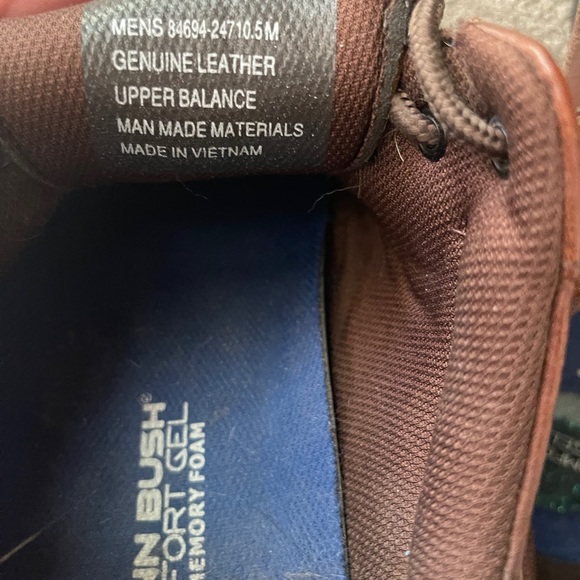 MENS 84694-24710.5M
GENUINE LEATHER
UPPER BALANCE
MAN MADE MATERIALS
MADE IN VIETNAM
NN BUSH®
FORT GEL
MEMORY FOAM